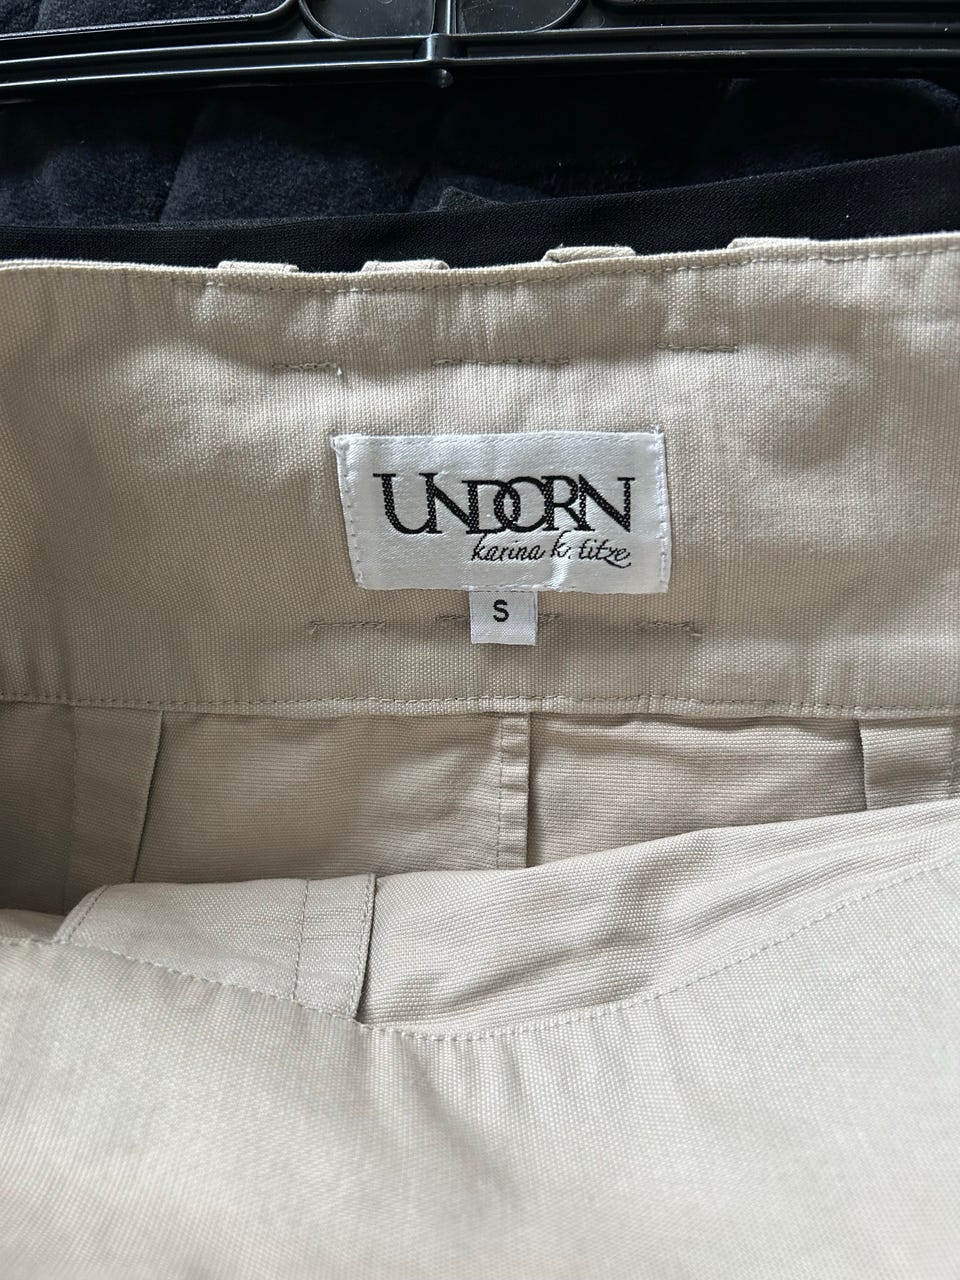 UNDORN
karina k. titze
S